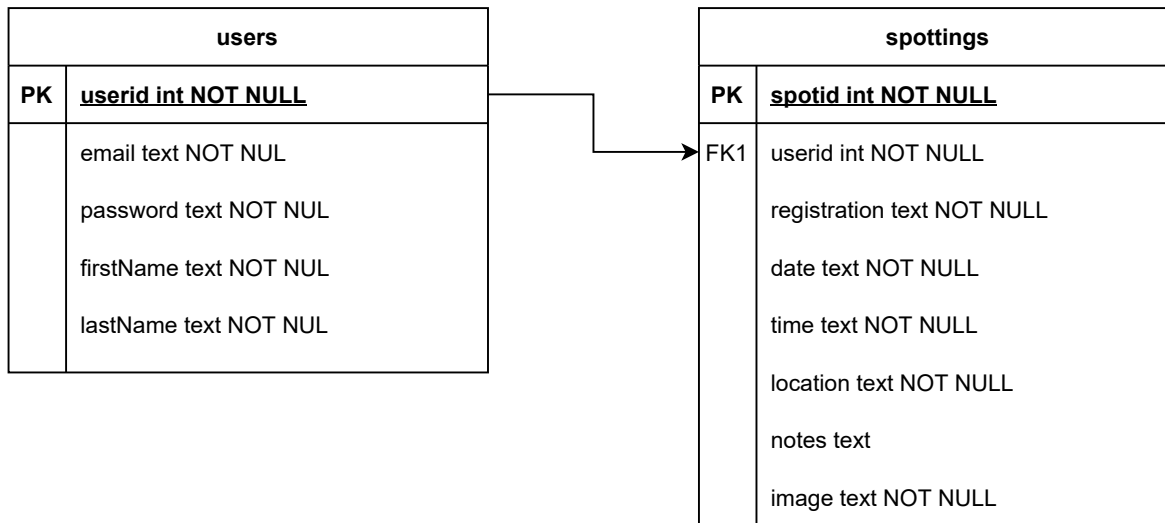 users
PK userid int NOT NULL
email text NOT NUL
password text NOT NUL
firstName text NOT NUL
lastName text NOT NUL
spottings
PK spotid int NOT NULL
FK1 userid int NOT NULL
registration text NOT NULL
date text NOT NULL
time text NOT NULL
location text NOT NULL
notes text
image text NOT NULL